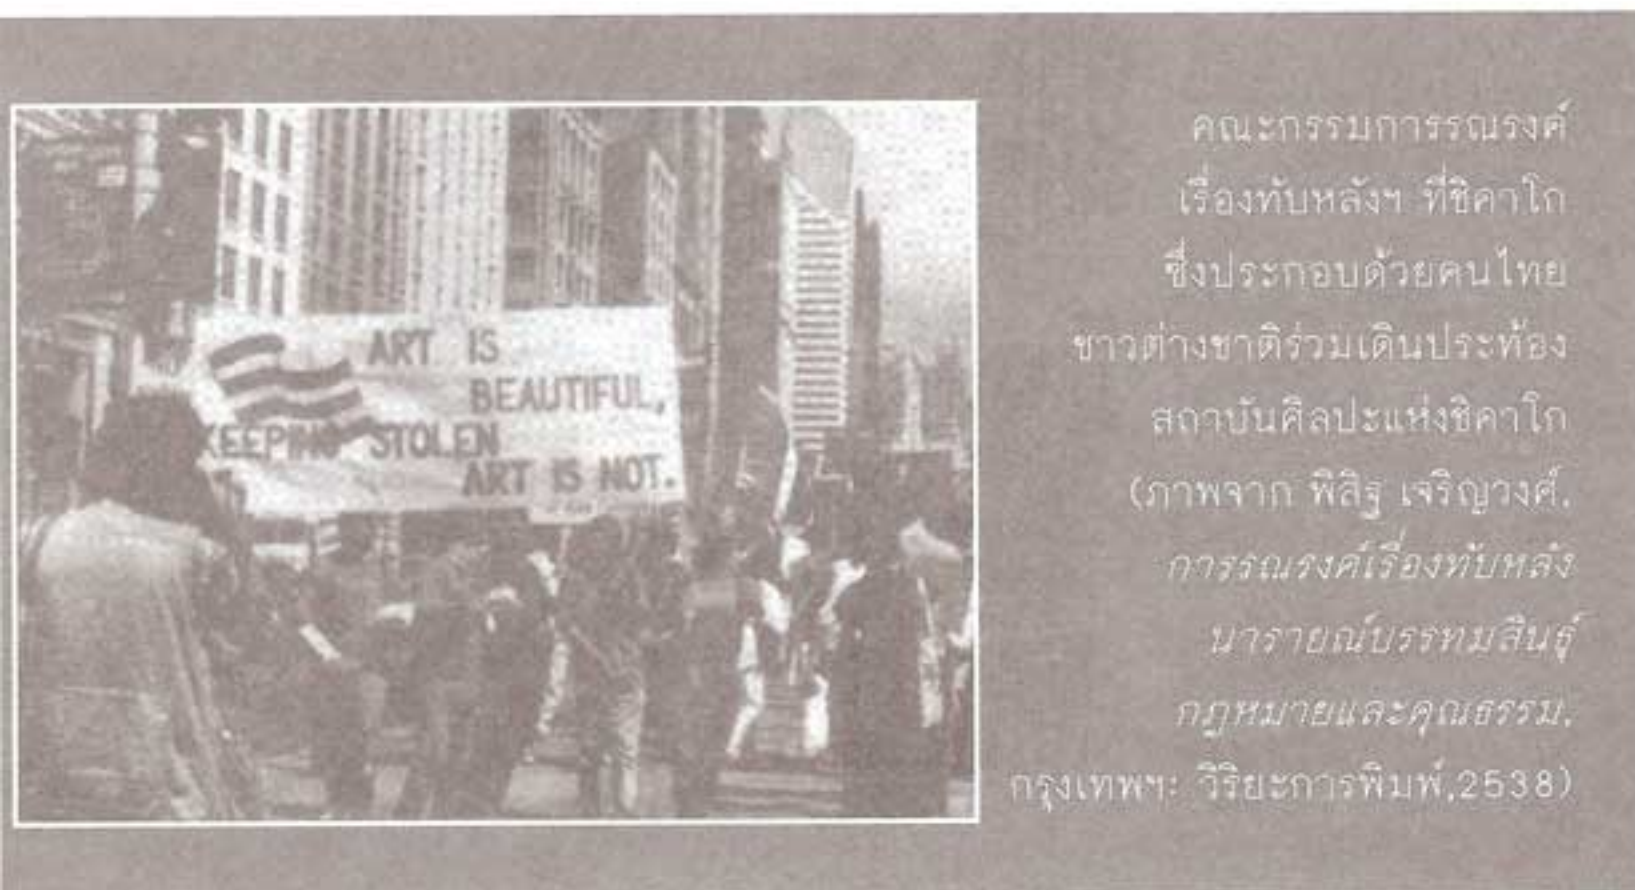 ART IS
BEAUTIFUL,
KEEPING STOLEN
ART IS NOT.
คณะกรรมการรณรงค์
เรื่องทับหลังฯ ที่ชิคาโก
ซึ่งประกอบด้วยคนไทย
ชาวต่างชาติร่วมเดินประท้อง
สถาบันศิลปะแห่งชิคาโก
(ภาพจาก พิสิฐ เจริญวงศ์,
การรณรงค์เรื่องทับหลัง
นารายณ์บรรทมสินธุ์
กฎหมายและคุณธรรม,
กรุงเทพฯ: วิริยะการพิมพ์,2538)